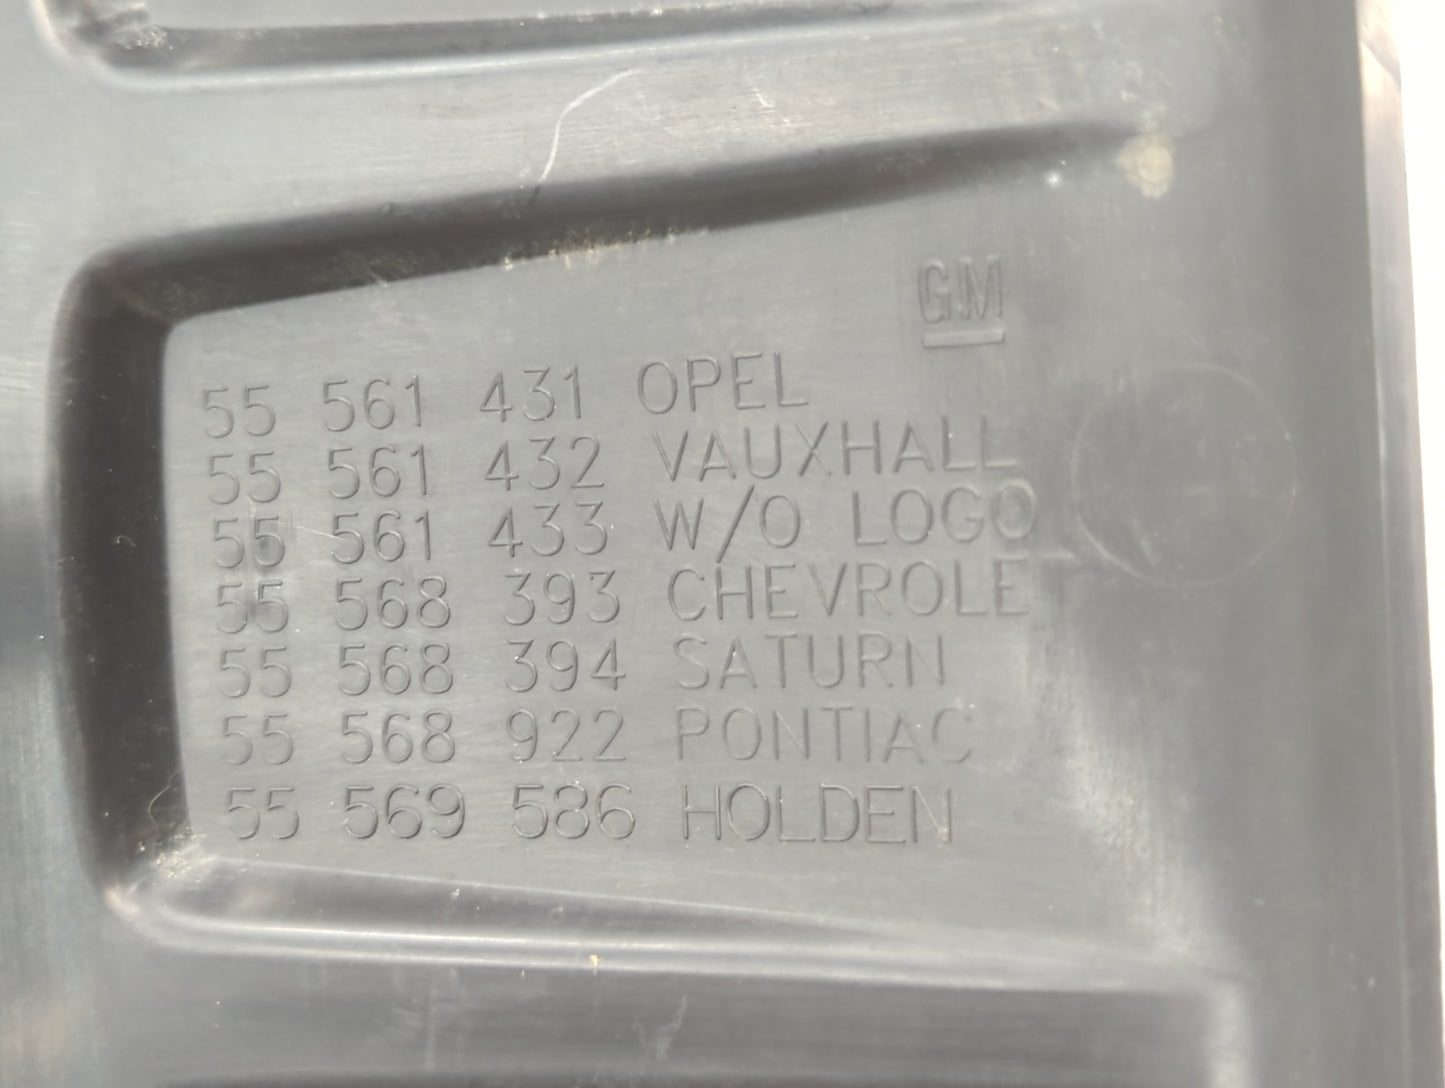 GM
55 561 431 OPEL
55 561 432 VAUXHALL
55 561 433 W/O LOGO
55 568 393 CHEVROLET
55 568 394 SATURN
55 568 922 PONTIAC
55 569 586 HOLDEN